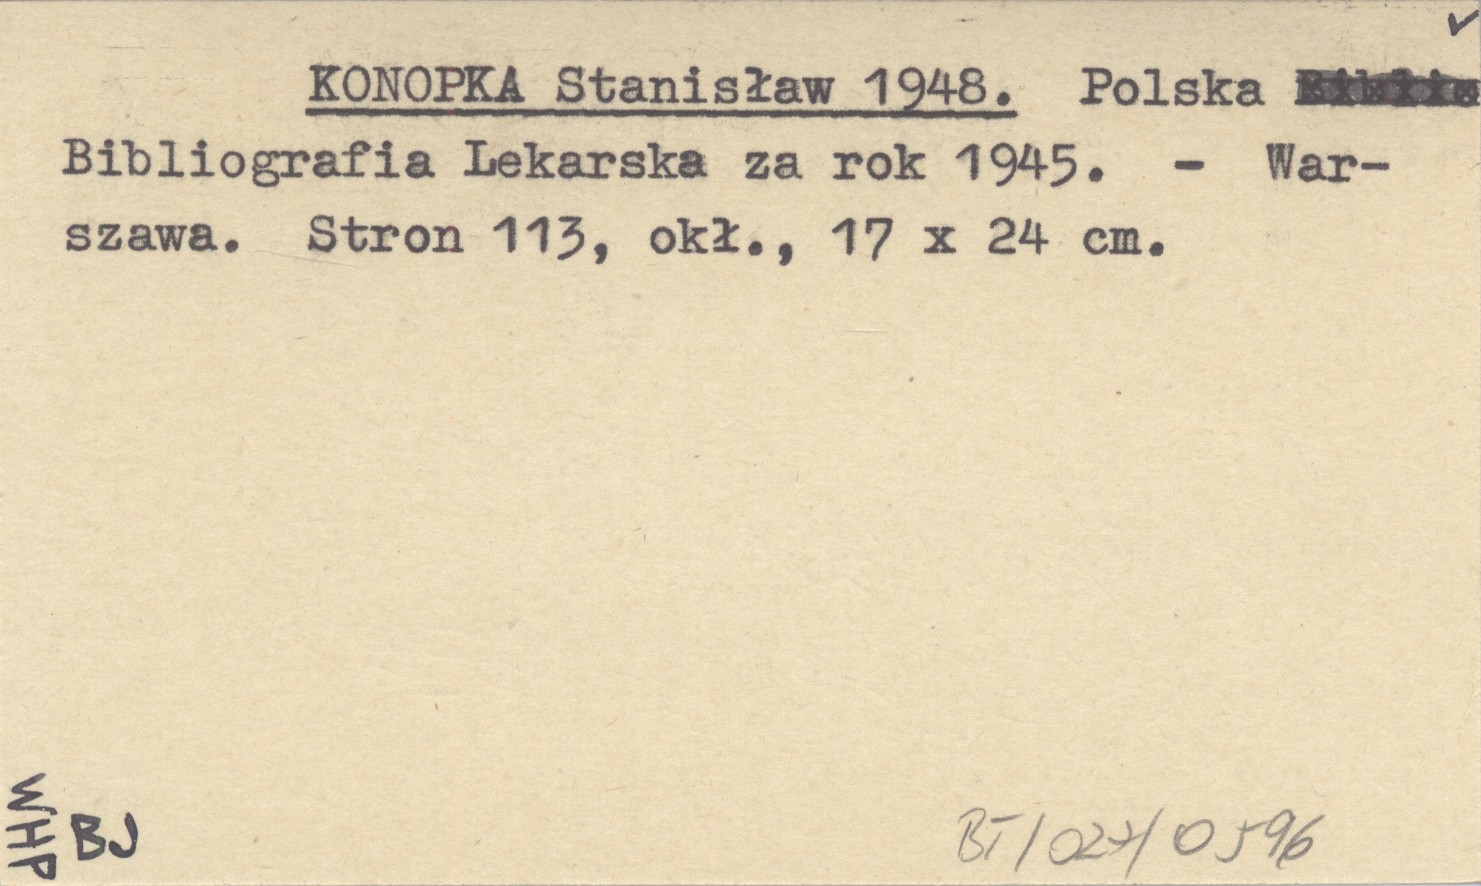 KONOPKA Stanisław 1948. Polska
Bibliografia Lekarska za rok 1945. - War-
szawa. Stron 113, okł., 17 x 24 cm.
WHP
BJ
BT/027/0596